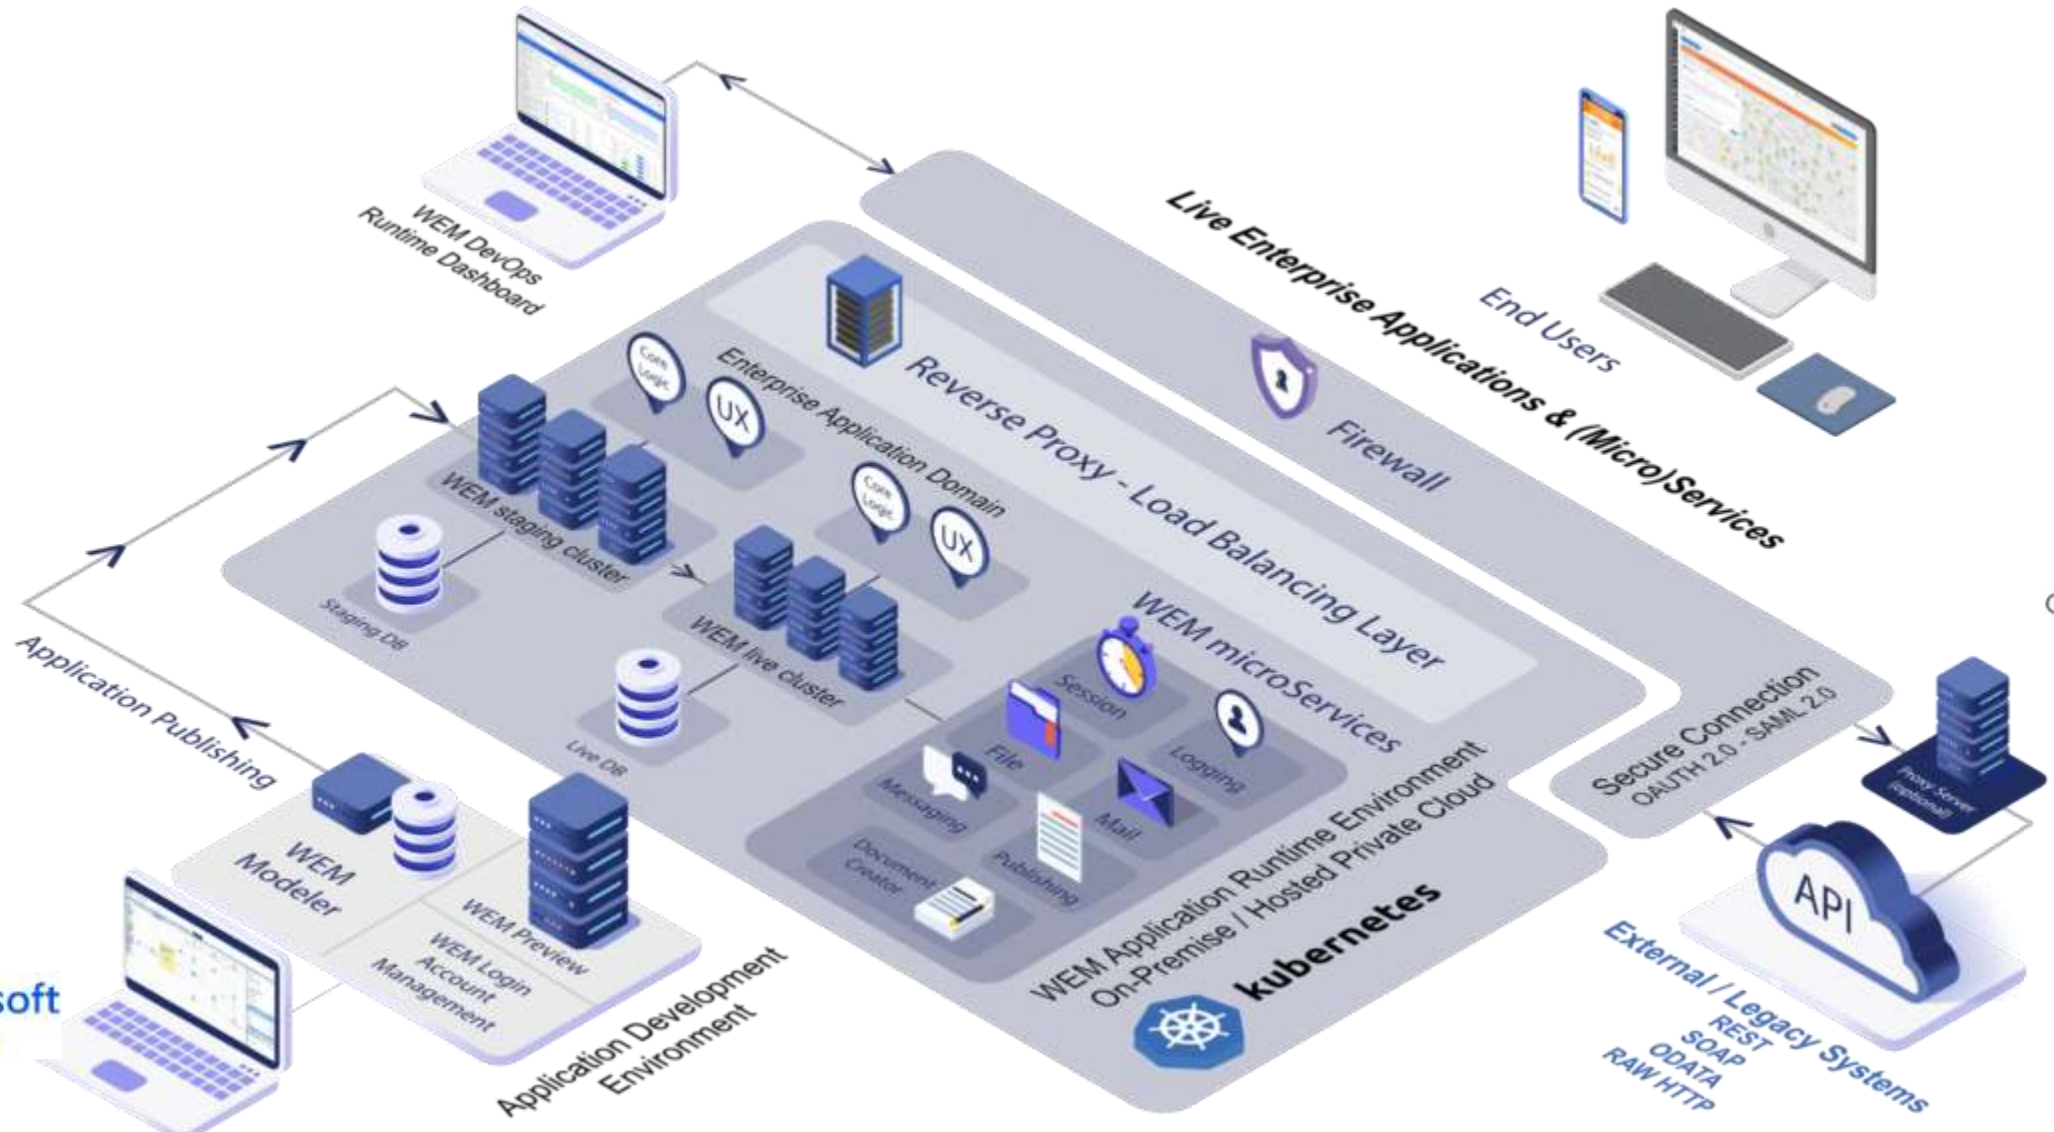 WEM DevOps
Runtime Dashboard
Live Enterprise Applications & (Micro)Services
End Users
Firewall
Reverse Proxy - Load Balancing Layer
Enterprise Application Domain
Core
Logic
UX
Core
Logic
UX
WEM staging cluster
Staging DB
WEM live cluster
Live DB
WEM microServices
Session
Logging
File
Mail
Messaging
Publishing
Document
Creator
WEM Application Runtime Environment
On-Premise / Hosted Private Cloud
kubernetes
Secure Connection
OAUTH 2.0 - SAML 2.0
Proxy Server
(optional)
API
External / Legacy Systems
REST
SOAP
ODATA
RAW HTTP
Application Publishing
WEM
Modeler
WEM Preview
WEM Login
Account
Management
Application Development
Environment
soft